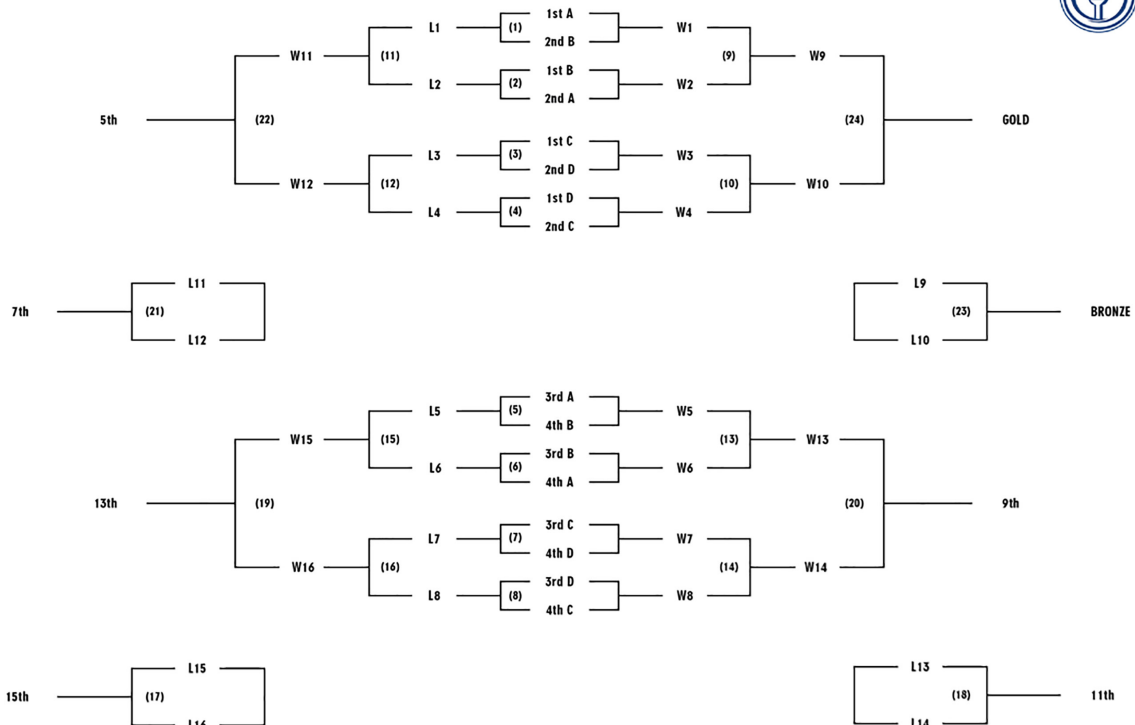 1st A
L1 (1) W1
2nd B
W11 (11) (9) W9
1st B
L2 (2) W2
2nd A
5th (22) (24) GOLD
1st C
L3 (3) W3
2nd D
W12 (12) (10) W10
1st D
L4 (4) W4
2nd C
L11 L9
7th (21) (23) BRONZE
L12 L10
3rd A
L5 (5) W5
4th B
W15 (15) (13) W13
3rd B
L6 (6) W6
4th A
13th (19) (20) 9th
3rd C
L7 (7) W7
4th D
W16 (16) (14) W14
3rd D
L8 (8) W8
4th C
L15 L13
15th (17) (18) 11th
L16 L14